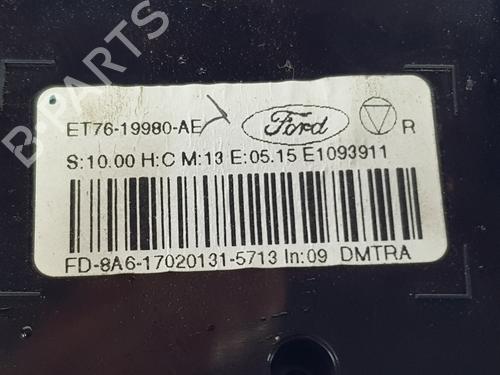 B-PARTS
ET76-19980-AE Ford R
S:10.00 H:C M:13 E:05.15 E1093911
FD-8A6-17020131-5713 In:09 DMTRA